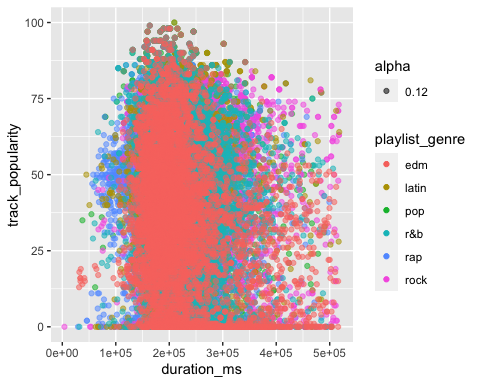 100
75
50
25
0
track_popularity
0e+00 1e+05 2e+05 3e+05 4e+05 5e+05
duration_ms
alpha
0.12
playlist_genre
edm
latin
pop
r&b
rap
rock